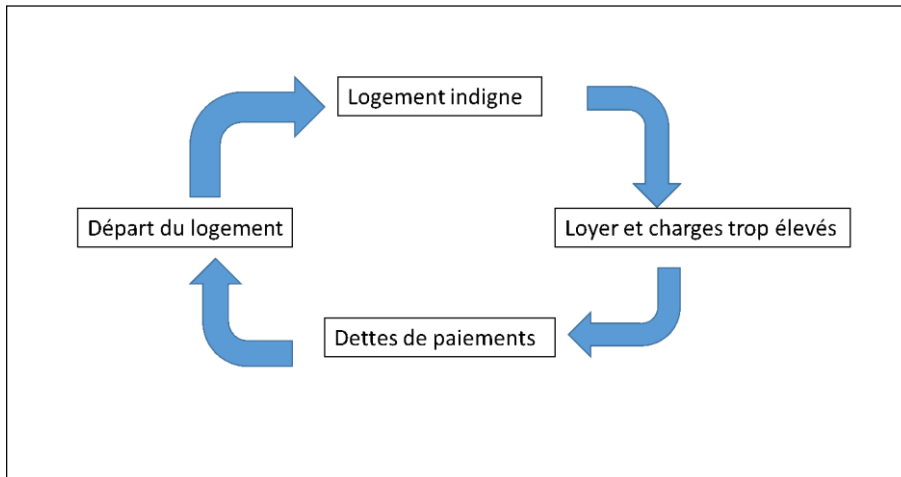 Logement indigne
Départ du logement
Loyer et charges trop élevés
Dettes de paiements